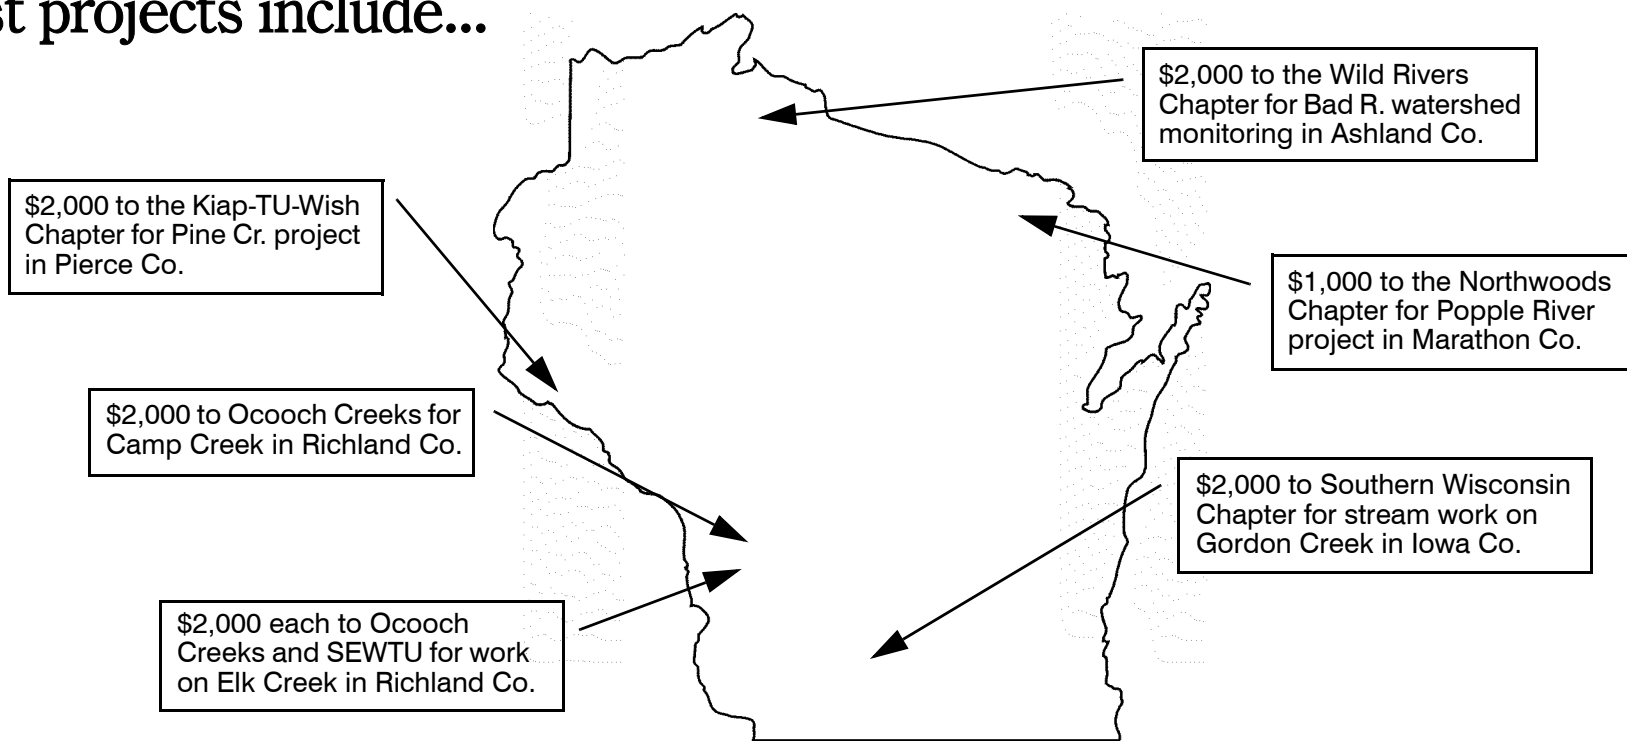 st projects include...
$2,000 to the Wild Rivers
Chapter for Bad R. watershed
monitoring in Ashland Co.
$2,000 to the Kiap-TU-Wish
Chapter for Pine Cr. project
in Pierce Co.
$1,000 to the Northwoods
Chapter for Popple River
project in Marathon Co.
$2,000 to Ocooch Creeks for
Camp Creek in Richland Co.
$2,000 to Southern Wisconsin
Chapter for stream work on
Gordon Creek in Iowa Co.
$2,000 each to Ocooch
Creeks and SEWTU for work
on Elk Creek in Richland Co.